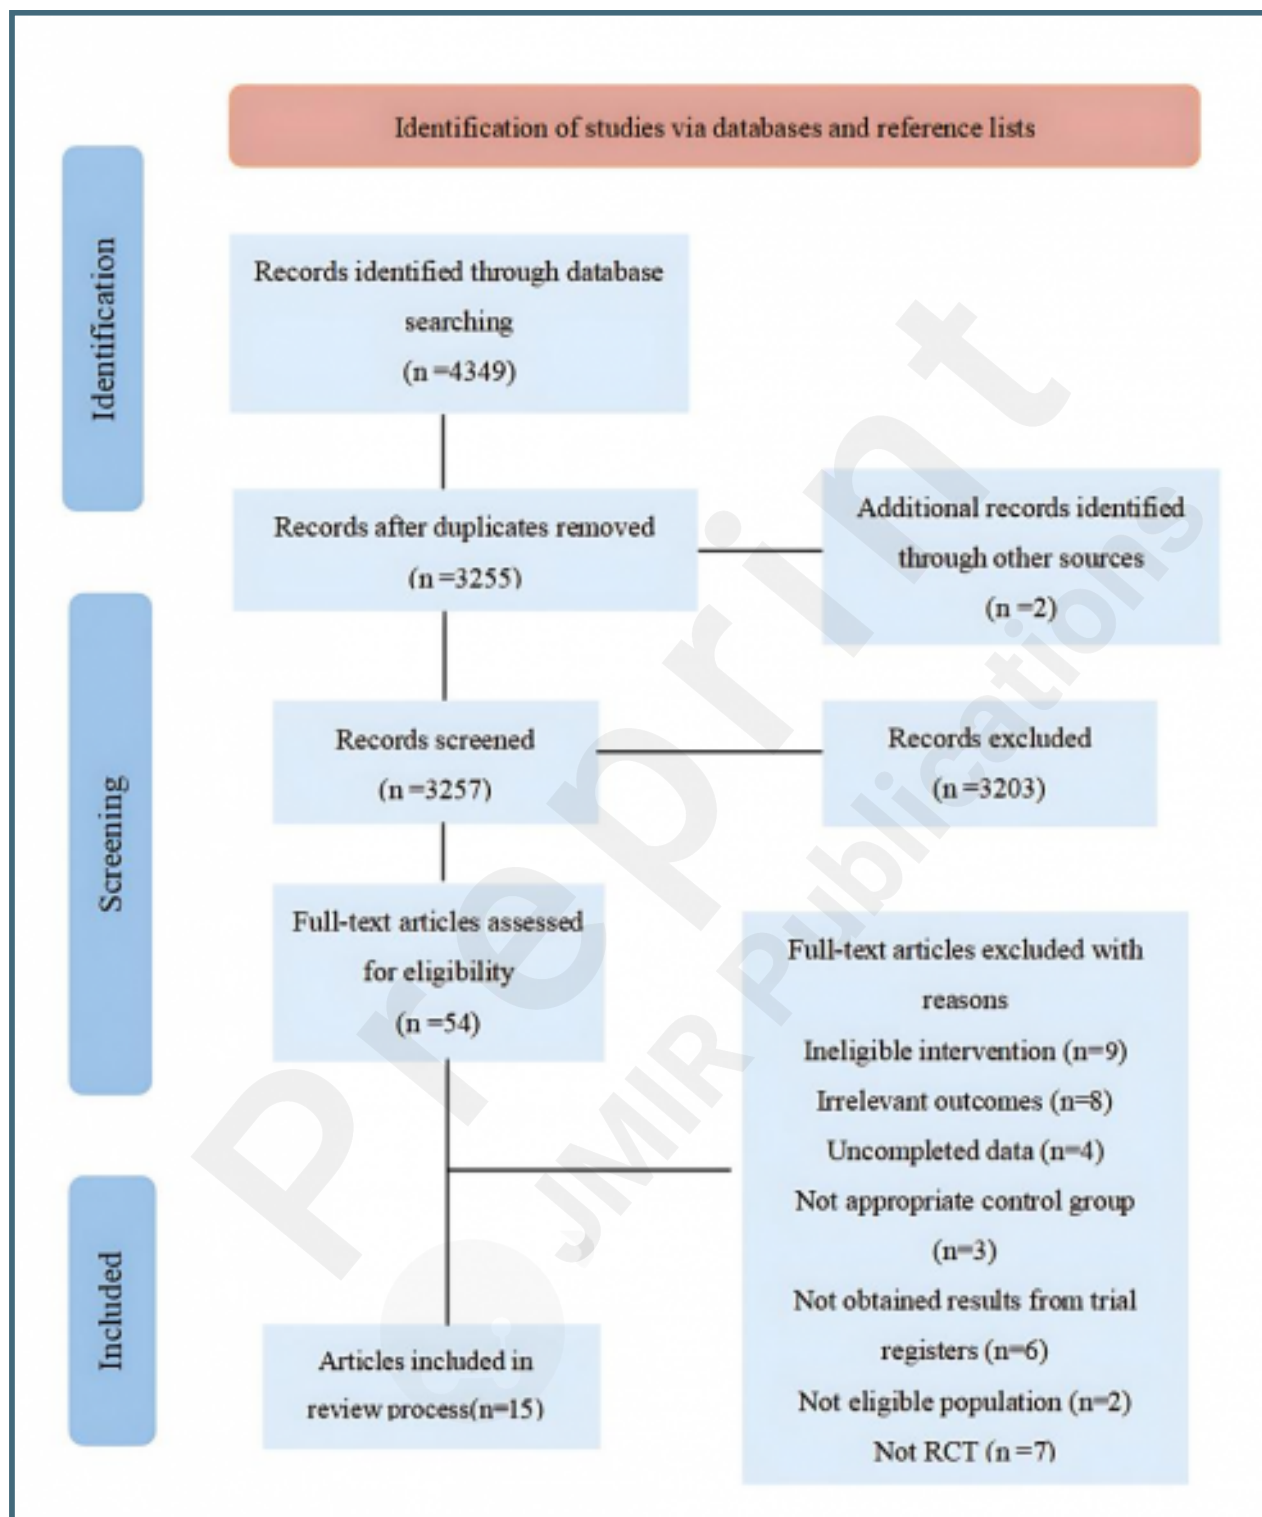 Identification of studies via databases and reference lists
Identification
Records identified through database
searching
(n =4349)
Records after duplicates removed
(n =3255)
Additional records identified
through other sources
(n =2)
Screening
Records screened
(n =3257)
Records excluded
(n =3203)
Full-text articles assessed
for eligibility
(n =54)
Full-text articles excluded with
reasons
Ineligible intervention (n=9)
Irrelevant outcomes (n=8)
Uncompleted data (n=4)
Not appropriate control group
(n=3)
Not obtained results from trial
registers (n=6)
Not eligible population (n=2)
Not RCT (n =7)
Included
Articles included in
review process(n=15)
Preprint
JMIR Publications